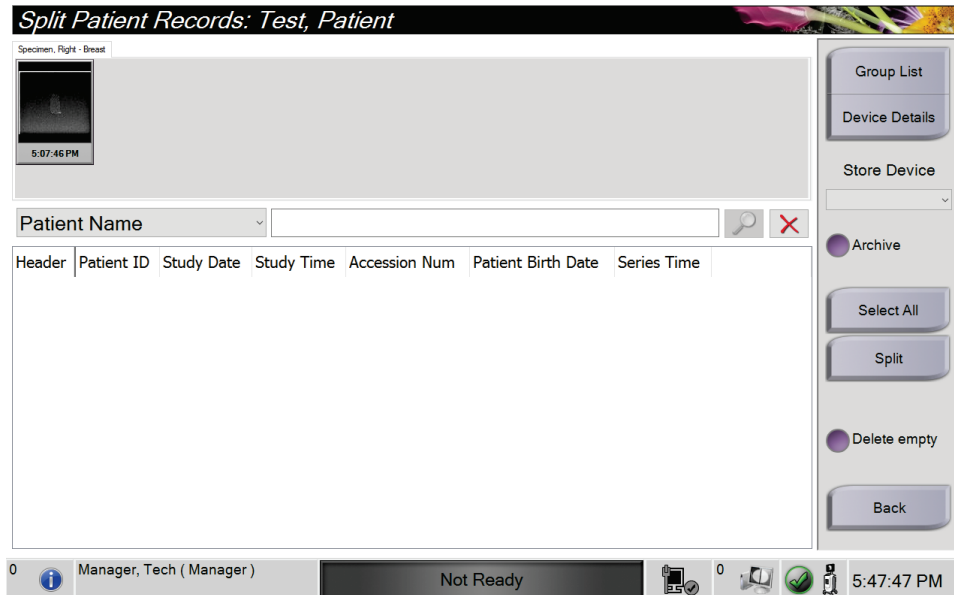 Split Patient Records: Test, Patient
Specimen, Right - Breast
5:07:46 PM
Group List
Device Details
Store Device
Archive
Select All
Split
Delete empty
Back
Patient Name
Header Patient ID Study Date Study Time Accession Num Patient Birth Date Series Time
0 Manager, Tech ( Manager ) Not Ready 0 5:47:47 PM